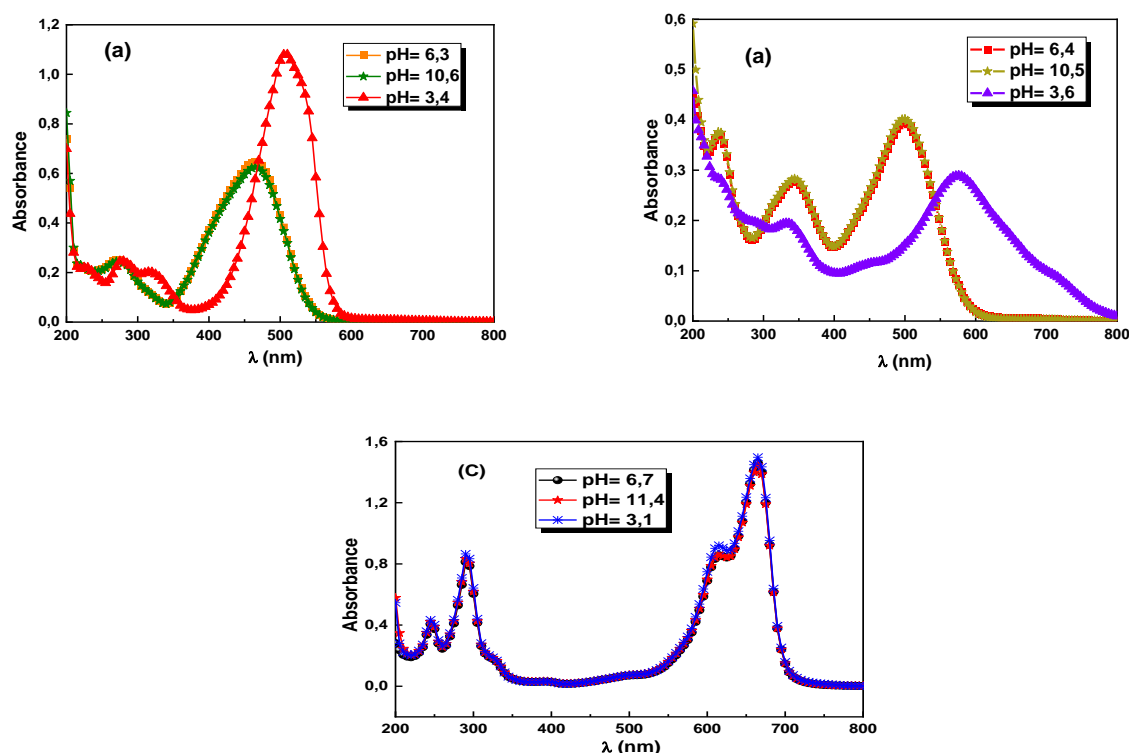 (a)
pH= 6,3
pH= 10,6
pH= 3,4
Absorbance
1,2
1,0
0,8
0,6
0,4
0,2
0,0
200 300 400 500 600 700 800
λ (nm)
(a)
pH= 6,4
pH= 10,5
pH= 3,6
Absorbance
0,6
0,5
0,4
0,3
0,2
0,1
0,0
200 300 400 500 600 700 800
λ (nm)
(C)
pH= 6,7
pH= 11,4
pH= 3,1
Absorbance
1,6
1,2
0,8
0,4
0,0
200 300 400 500 600 700 800
λ (nm)